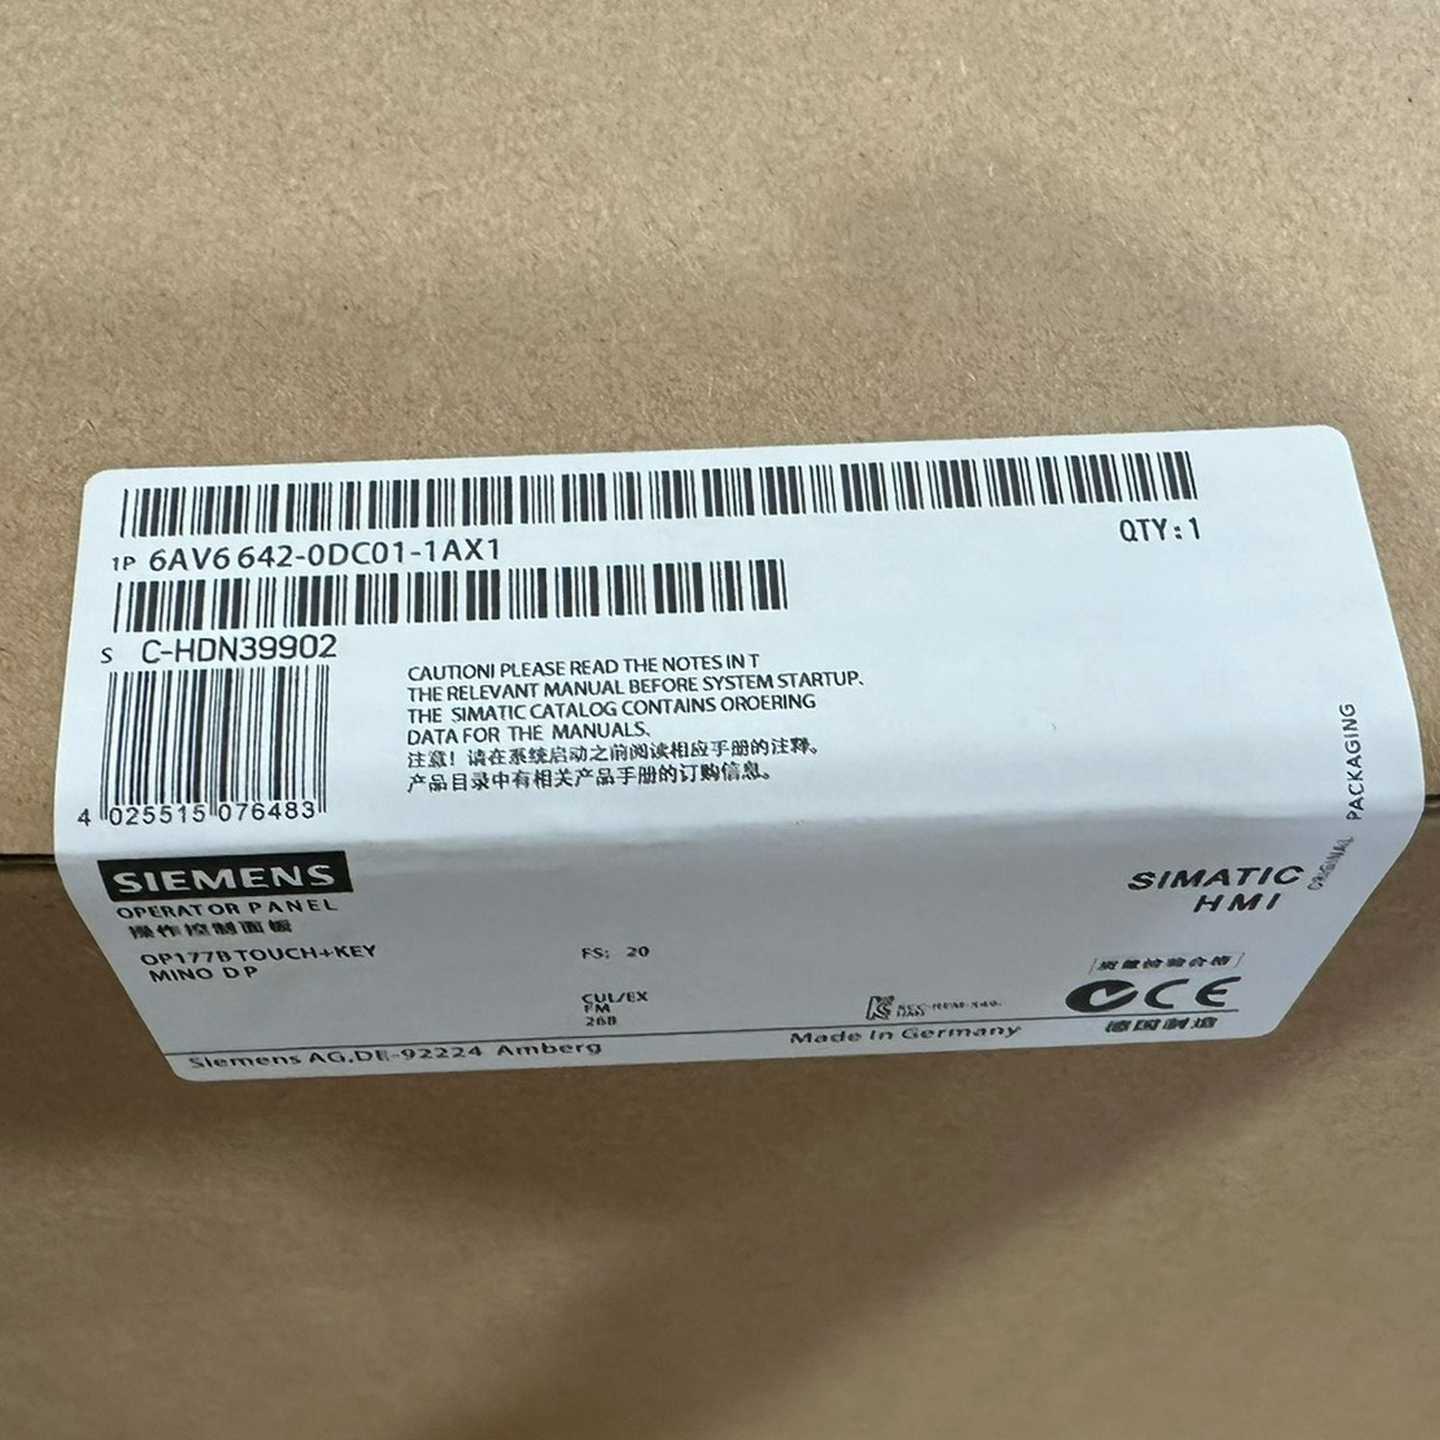 1P 6AV6 642-0DC01-1AX1
QTY:1
S C-HDN39902
CAUTION! PLEASE READ THE NOTES IN T
THE RELEVANT MANUAL BEFORE SYSTEM STARTUP.
THE SIMATIC CATALOG CONTAINS OROERING
DATA FOR THE MANUALS.
注意！请在系统启动之前阅读相应手册的注释。
产品目录中有相关产品手册的订购信息。
4 025515 076483
ORIGINAL PACKAGING
SIEMENS
SIMATIC
HMI
OPERATOR PANEL
操作控制面板
OP177B TOUCH+KEY
MINO DP
FS: 20
质量检验合格
CUL/EX
FM
26B
CE
德国制造
Siemens AG,DE-92224 Amberg
Made In Germany